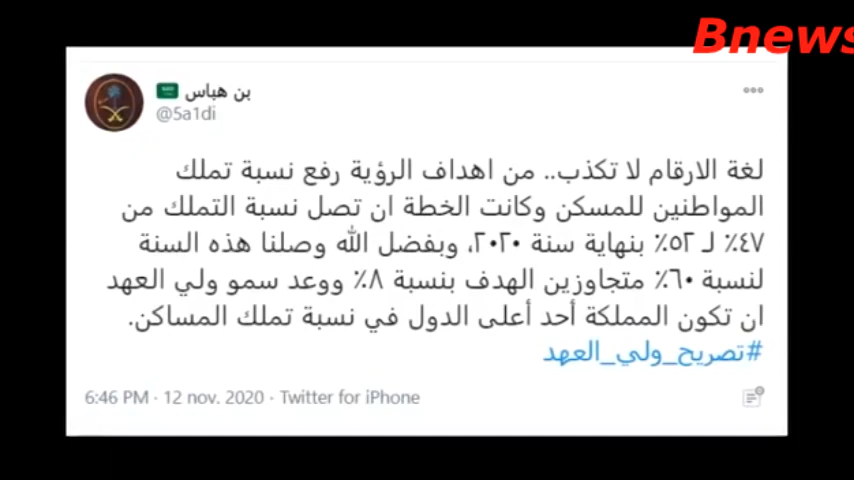 Bnews
بن هباس
@5a1di
لغة الارقام لا تكذب.. من اهداف الرؤية رفع نسبة تملك
المواطنين للمسكن وكانت الخطة ان تصل نسبة التملك من
٤٧٪ لـ ٥٢٪ بنهاية سنة ٢٠٢٠، وبفضل الله وصلنا هذه السنة
لنسبة ٦٠٪ متجاوزين الهدف بنسبة ٨٪ ووعد سمو ولي العهد
ان تكون المملكة أحد أعلى الدول في نسبة تملك المساكن.
#تصريح_ولي_العهد
6:46 PM · 12 nov. 2020 · Twitter for iPhone